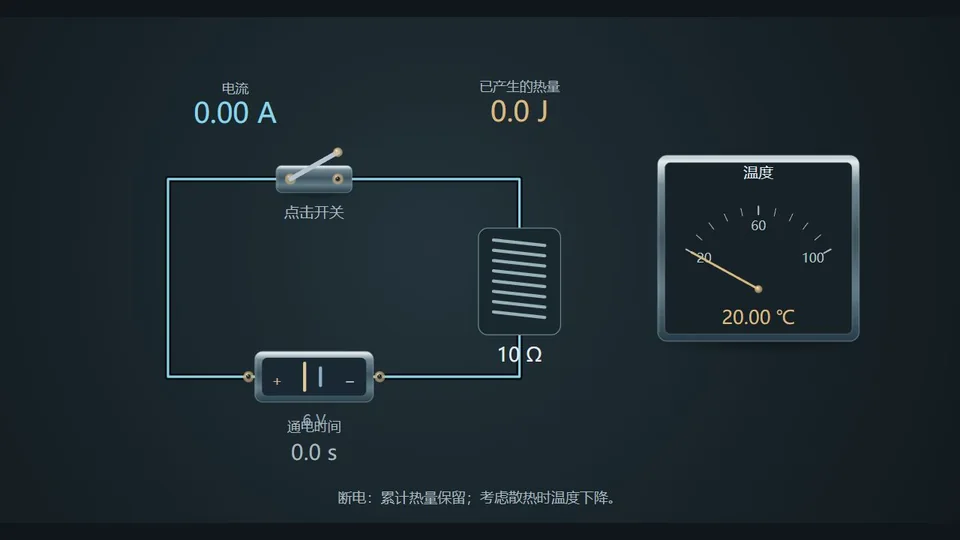 电流
0.00 A
已产生的热量
0.0 J
点击开关
温度
20
60
100
20.00 ℃
10 Ω
+
−
6 V
通电时间
0.0 s
断电：累计热量保留；考虑散热时温度下降。